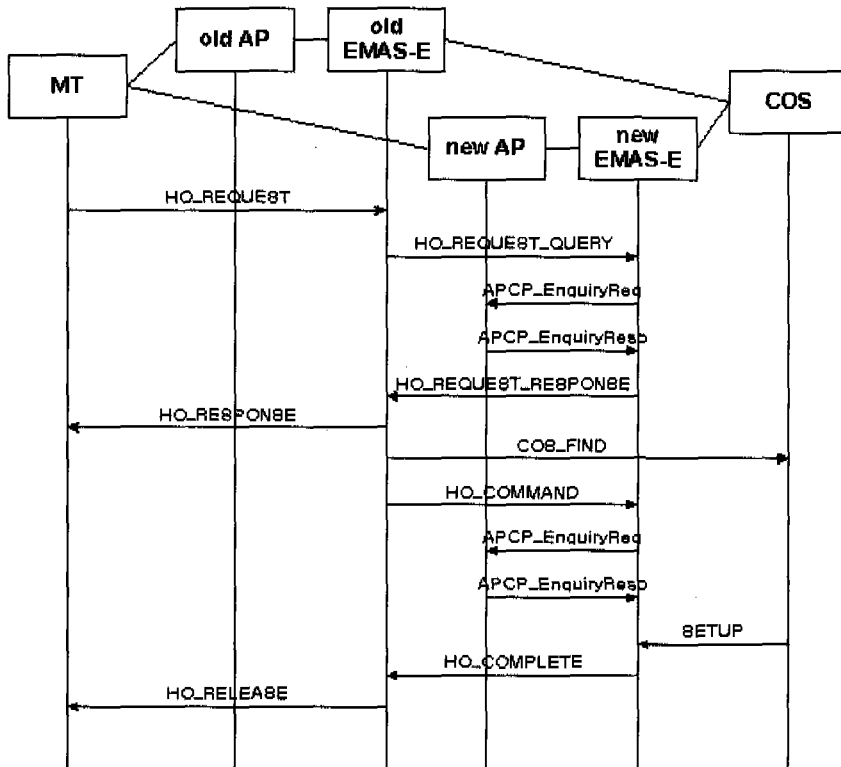 old AP
old
EMAS-E
MT
COS
new AP
new
EMAS-E
HO_REQUEST
HO_REQUEST_QUERY
APCP_EnquiryReq
APCP_EnquiryResp
HO_REQUEST_RESPONSE
HO_RESPONSE
COS_FIND
HO_COMMAND
APCP_EnquiryReq
APCP_EnquiryResp
SETUP
HO_COMPLETE
HO_RELEASE